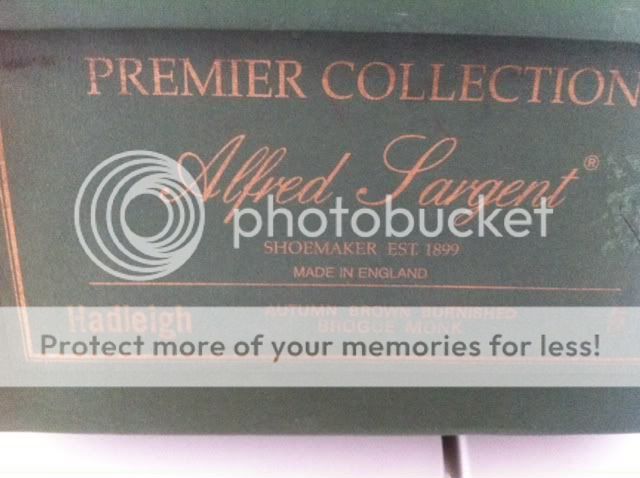 PREMIER COLLECTION
Alfred Sargent®
photobucket
SHOEMAKER EST. 1899
MADE IN ENGLAND
Hadleigh
AUTUMN BROWN BURNISHED
BROGUE MONK
Protect more of your memories for less!